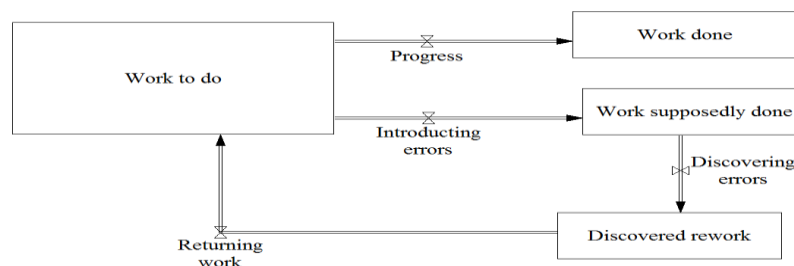 Work to do
Work done
Progress
Work supposedly done
Introducting
errors
Discovering
errors
Discovered rework
Returning
work